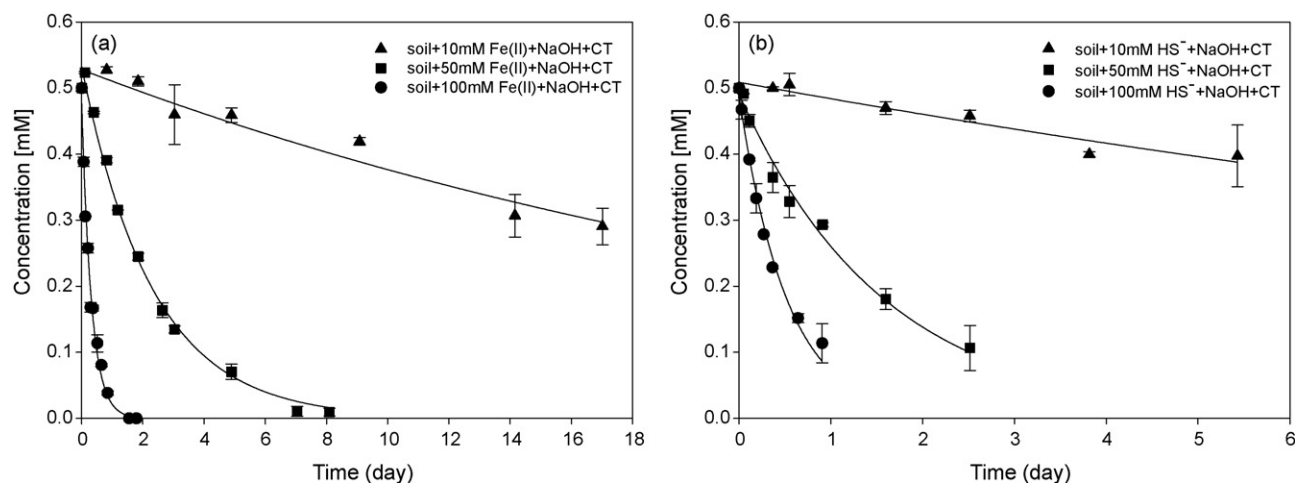 (a)
soil+10mM Fe(II)+NaOH+CT
soil+50mM Fe(II)+NaOH+CT
soil+100mM Fe(II)+NaOH+CT
Concentration [mM]
0.6
0.5
0.4
0.3
0.2
0.1
0.0
0 2 4 6 8 10 12 14 16 18
Time (day)
(b)
soil+10mM HS⁻+NaOH+CT
soil+50mM HS⁻+NaOH+CT
soil+100mM HS⁻+NaOH+CT
Concentration [mM]
0.6
0.5
0.4
0.3
0.2
0.1
0.0
0 1 2 3 4 5 6
Time (day)